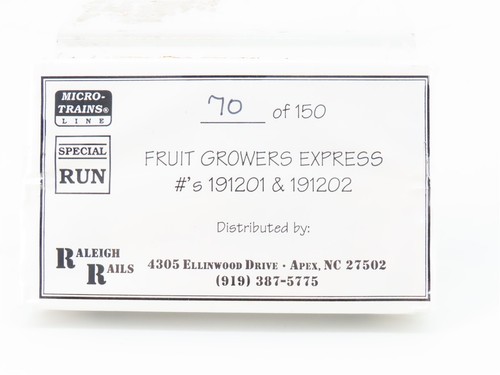 MICRO-
TRAINS®
LINE
70 of 150
SPECIAL
RUN
FRUIT GROWERS EXPRESS
#'s 191201 & 191202
Distributed by:
RALEIGH
RAILS
4305 ELLINWOOD DRIVE · APEX, NC 27502
(919) 387-5775